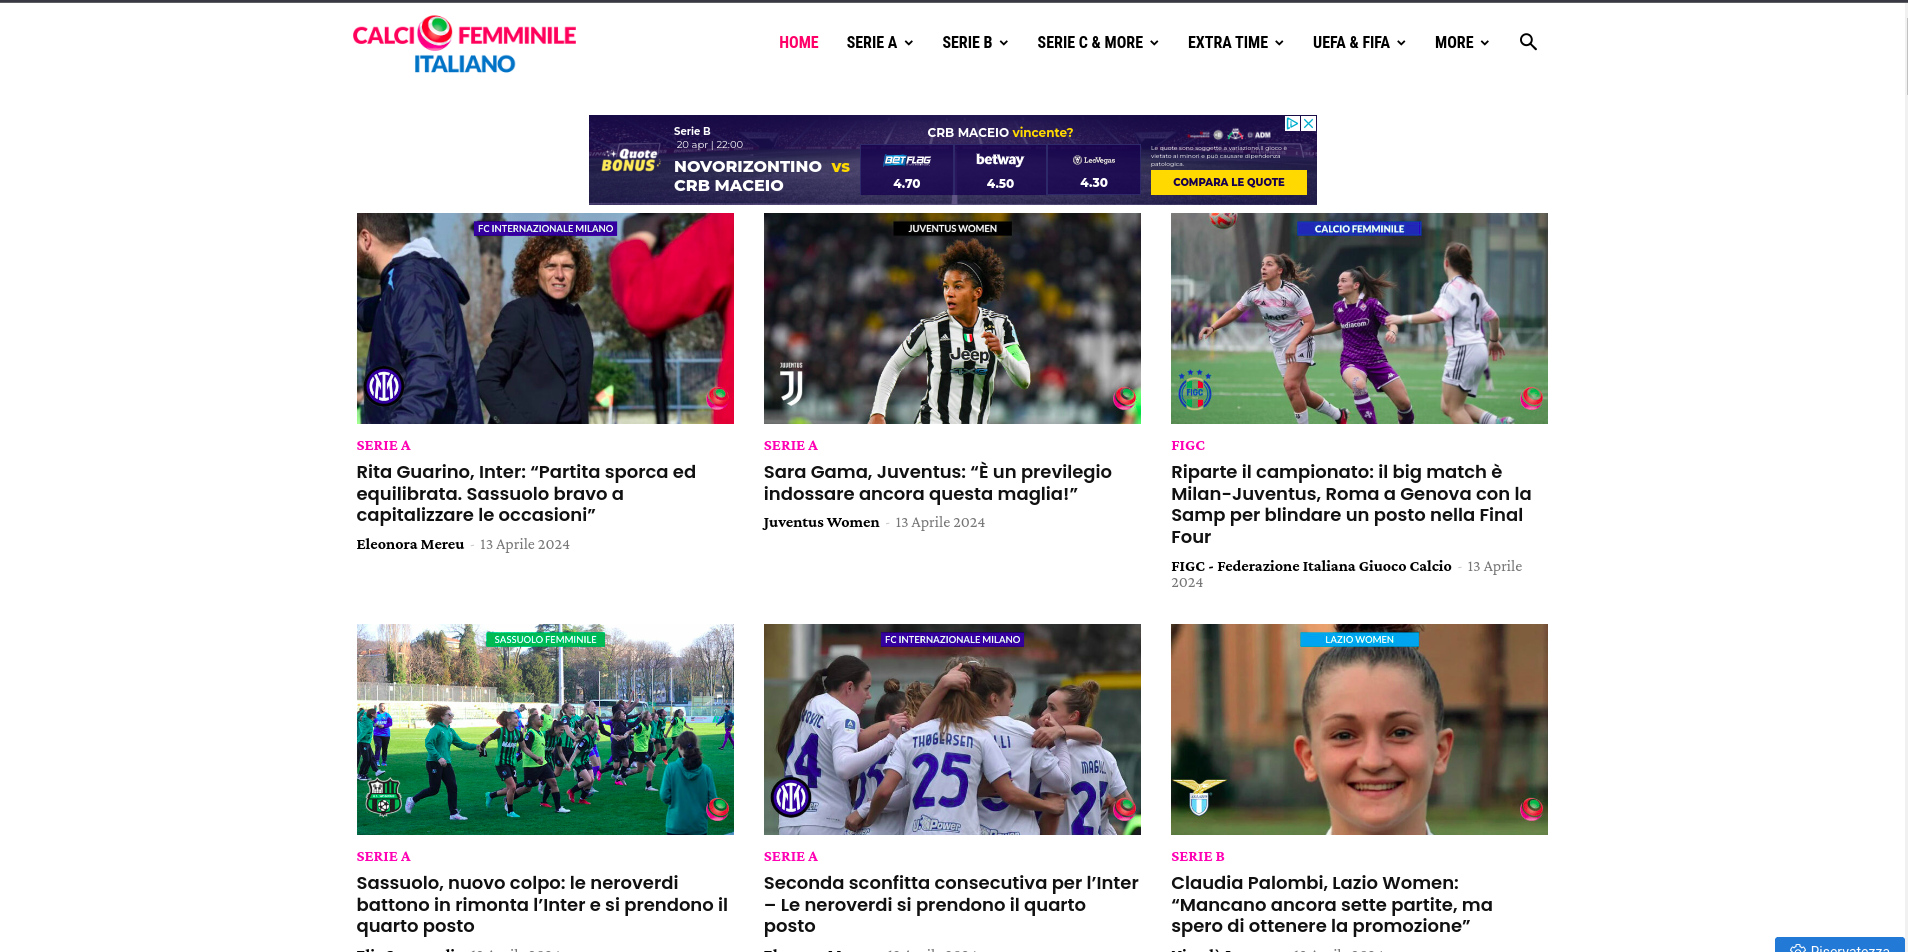 CALCI FEMMINILE
ITALIANO
HOME SERIE A SERIE B SERIE C & MORE EXTRA TIME UEFA & FIFA MORE
Quote
BONUS
Serie B
20 apr | 22:00
NOVORIZONTINO vs
CRB MACEIO
CRB MACEIO vincente?
BETFLAG betway LeoVegas
4.70 4.50 4.30
ADM
Le quote sono soggette a variazione il gioco è
vietato ai minori e può causare dipendenza
patologica.
COMPARA LE QUOTE
FC INTERNAZIONALE MILANO
SERIE A
Rita Guarino, Inter: “Partita sporca ed
equilibrata. Sassuolo bravo a
capitalizzare le occasioni”
Eleonora Mereu - 13 Aprile 2024
JUVENTUS WOMEN
Jeep
JUVENTUS
SERIE A
Sara Gama, Juventus: “È un previlegio
indossare ancora questa maglia!”
Juventus Women - 13 Aprile 2024
CALCIO FEMMINILE
Jeep
mediacom
2
FIGC
FIGC
Riparte il campionato: il big match è
Milan-Juventus, Roma a Genova con la
Samp per blindare un posto nella Final
Four
FIGC - Federazione Italiana Giuoco Calcio - 13 Aprile
2024
SASSUOLO FEMMINILE
SERIE A
Sassuolo, nuovo colpo: le neroverdi
battono in rimonta l’Inter e si prendono il
quarto posto
FC INTERNAZIONALE MILANO
THØGERSEN
25
SERIE A
Seconda sconfitta consecutiva per l’Inter
– Le neroverdi si prendono il quarto
posto
LAZIO WOMEN
SERIE B
Claudia Palombi, Lazio Women:
“Mancano ancora sette partite, ma
spero di ottenere la promozione”
Riservatezza